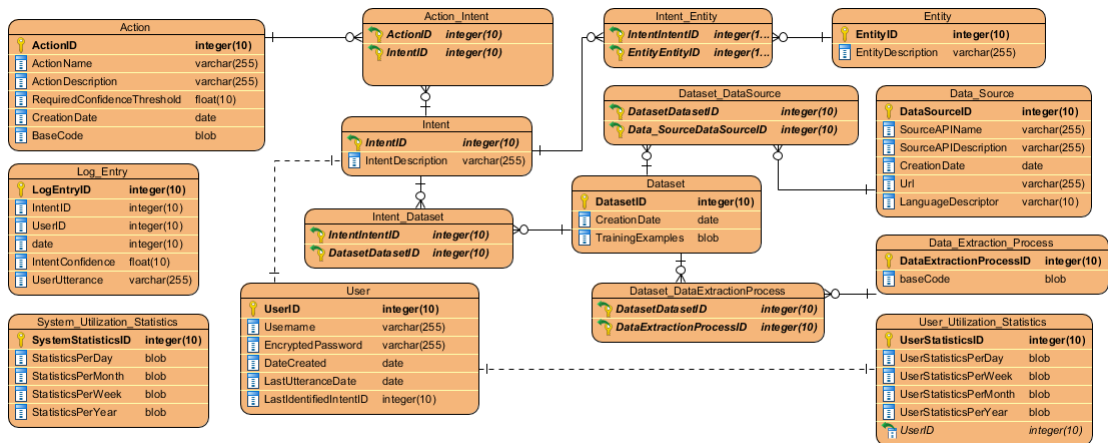 Action
ActionID integer(10)
ActionName varchar(255)
ActionDescription varchar(255)
RequiredConfidenceThreshold float(10)
CreationDate date
BaseCode blob
Action_Intent
ActionID integer(10)
IntentID integer(10)
Intent_Entity
IntentIntentID integer(1...
EntityEntityID integer(1...
Entity
EntityID integer(10)
EntityDescription varchar(255)
Dataset_DataSource
DatasetDatasetID integer(10)
Data_SourceDataSourceID integer(10)
Data_Source
DataSourceID integer(10)
SourceAPIName varchar(255)
SourceAPIDescription varchar(255)
CreationDate date
Url varchar(255)
LanguageDescriptor varchar(10)
Intent
IntentID integer(10)
IntentDescription varchar(255)
Log_Entry
LogEntryID integer(10)
IntentID integer(10)
UserID integer(10)
date integer(10)
IntentConfidence float(10)
UserUtterance varchar(255)
Dataset
DatasetID integer(10)
CreationDate date
TrainingExamples blob
Intent_Dataset
IntentIntentID integer(10)
DatasetDatasetID integer(10)
Data_Extraction_Process
DataExtractionProcessID integer(10)
baseCode blob
Dataset_DataExtractionProcess
DatasetDatasetID integer(10)
DataExtractionProcessID integer(10)
User
UserID integer(10)
Username varchar(255)
EncryptedPassword varchar(255)
DateCreated date
LastUtteranceDate date
LastIdentifiedIntentID integer(10)
System_Utilization_Statistics
SystemStatisticsID integer(10)
StatisticsPerDay blob
StatisticsPerMonth blob
StatisticsPerWeek blob
StatisticsPerYear blob
User_Utilization_Statistics
UserStatisticsID integer(10)
UserStatisticsPerDay blob
UserStatisticsPerWeek blob
UserStatisticsPerMonth blob
UserStatisticsPerYear blob
UserID integer(10)